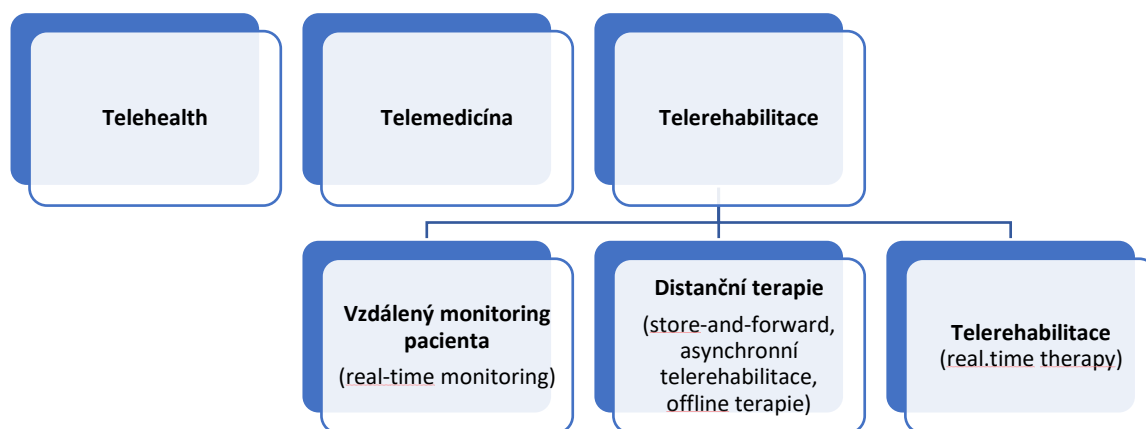 Telehealth
Telemedicína
Telerehabilitace
Vzdálený monitoring
pacienta
(real-time monitoring)
Distanční terapie
(store-and-forward,
asynchronní
telerehabilitace,
offline terapie)
Telerehabilitace
(real.time therapy)